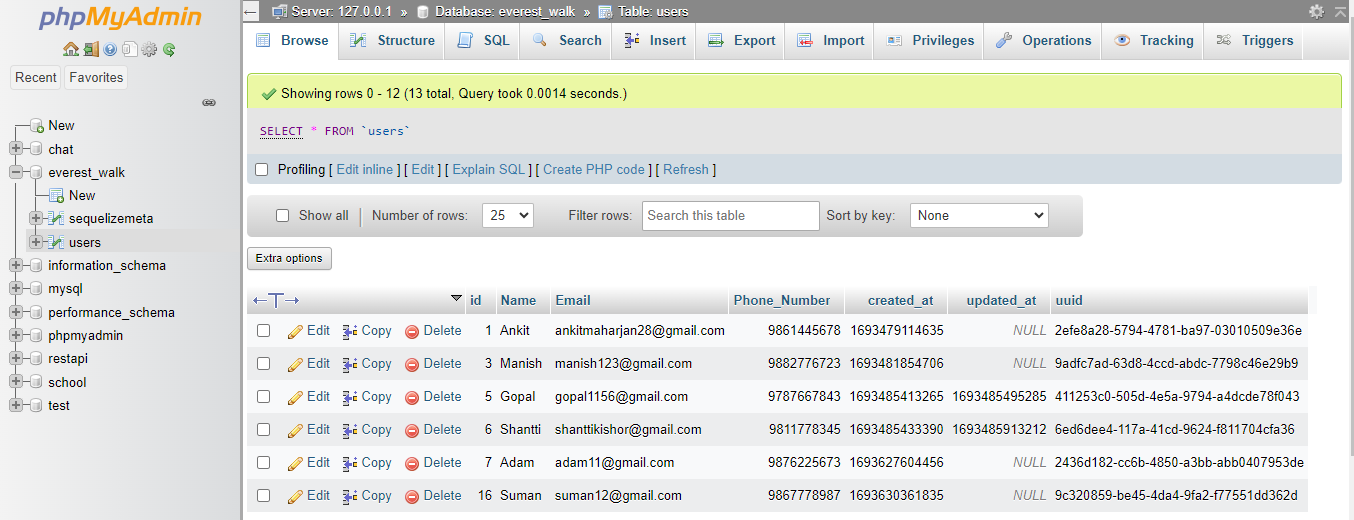 phpMyAdmin
Recent Favorites
New
chat
everest_walk
New
sequelizemeta
users
information_schema
mysql
performance_schema
phpmyadmin
restapi
school
test
Server: 127.0.0.1 » Database: everest_walk » Table: users
Browse Structure SQL Search Insert Export Import Privileges Operations Tracking Triggers
Showing rows 0 - 12 (13 total, Query took 0.0014 seconds.)
SELECT * FROM `users`
Profiling [ Edit inline ] [ Edit ] [ Explain SQL ] [ Create PHP code ] [ Refresh ]
Show all Number of rows: 25 Filter rows: Search this table Sort by key: None
Extra options
←T→ id Name Email Phone_Number created_at updated_at uuid
Edit Copy Delete 1 Ankit ankitmaharjan28@gmail.com 9861445678 1693479114635 NULL 2efe8a28-5794-4781-ba97-03010509e36e
Edit Copy Delete 3 Manish manish123@gmail.com 9882776723 1693481854706 NULL 9adfc7ad-63d8-4ccd-abdc-7798c46e29b9
Edit Copy Delete 5 Gopal gopal1156@gmail.com 9787667843 1693485413265 1693485495285 411253c0-505d-4e5a-9794-a4dcde78f043
Edit Copy Delete 6 Shantti shanttikishor@gmail.com 9811778345 1693485433390 1693485913212 6ed6dee4-117a-41cd-9624-f811704cfa36
Edit Copy Delete 7 Adam adam11@gmail.com 9876225673 1693627604456 NULL 2436d182-cc6b-4850-a3bb-abb0407953de
Edit Copy Delete 16 Suman suman12@gmail.com 9867778987 1693630361835 NULL 9c320859-be45-4da4-9fa2-f77551dd362d